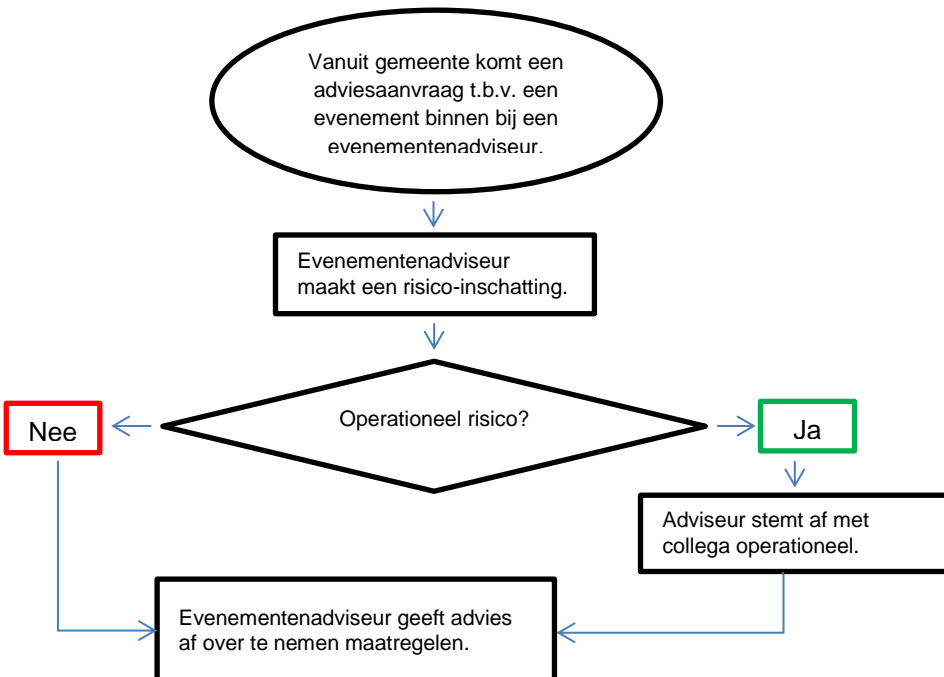 Vanuit gemeente komt een
adviesaanvraag t.b.v. een
evenement binnen bij een
evenementenadviseur.
Evenementenadviseur
maakt een risico-inschatting.
Operationeel risico?
Nee
Ja
Adviseur stemt af met
collega operationeel.
Evenementenadviseur geeft advies
af over te nemen maatregelen.